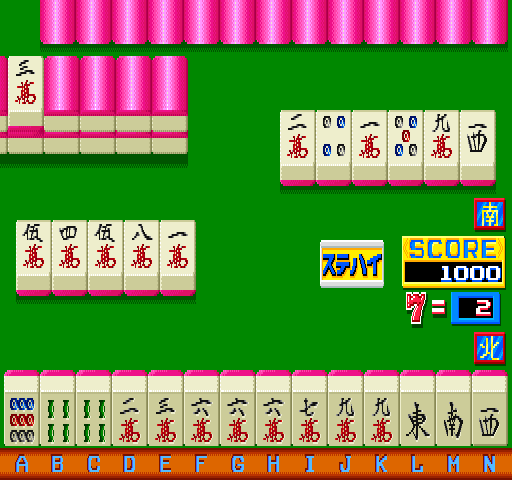 三萬
二萬 一萬 九萬 西
南
伍萬 四萬 伍萬 八萬 一萬
ステハイ
SCORE
1000
7 = 2
北
二萬 三萬 六萬 六萬 六萬 七萬 九萬 九萬 東 南 西
A B C D E F G H I J K L M N